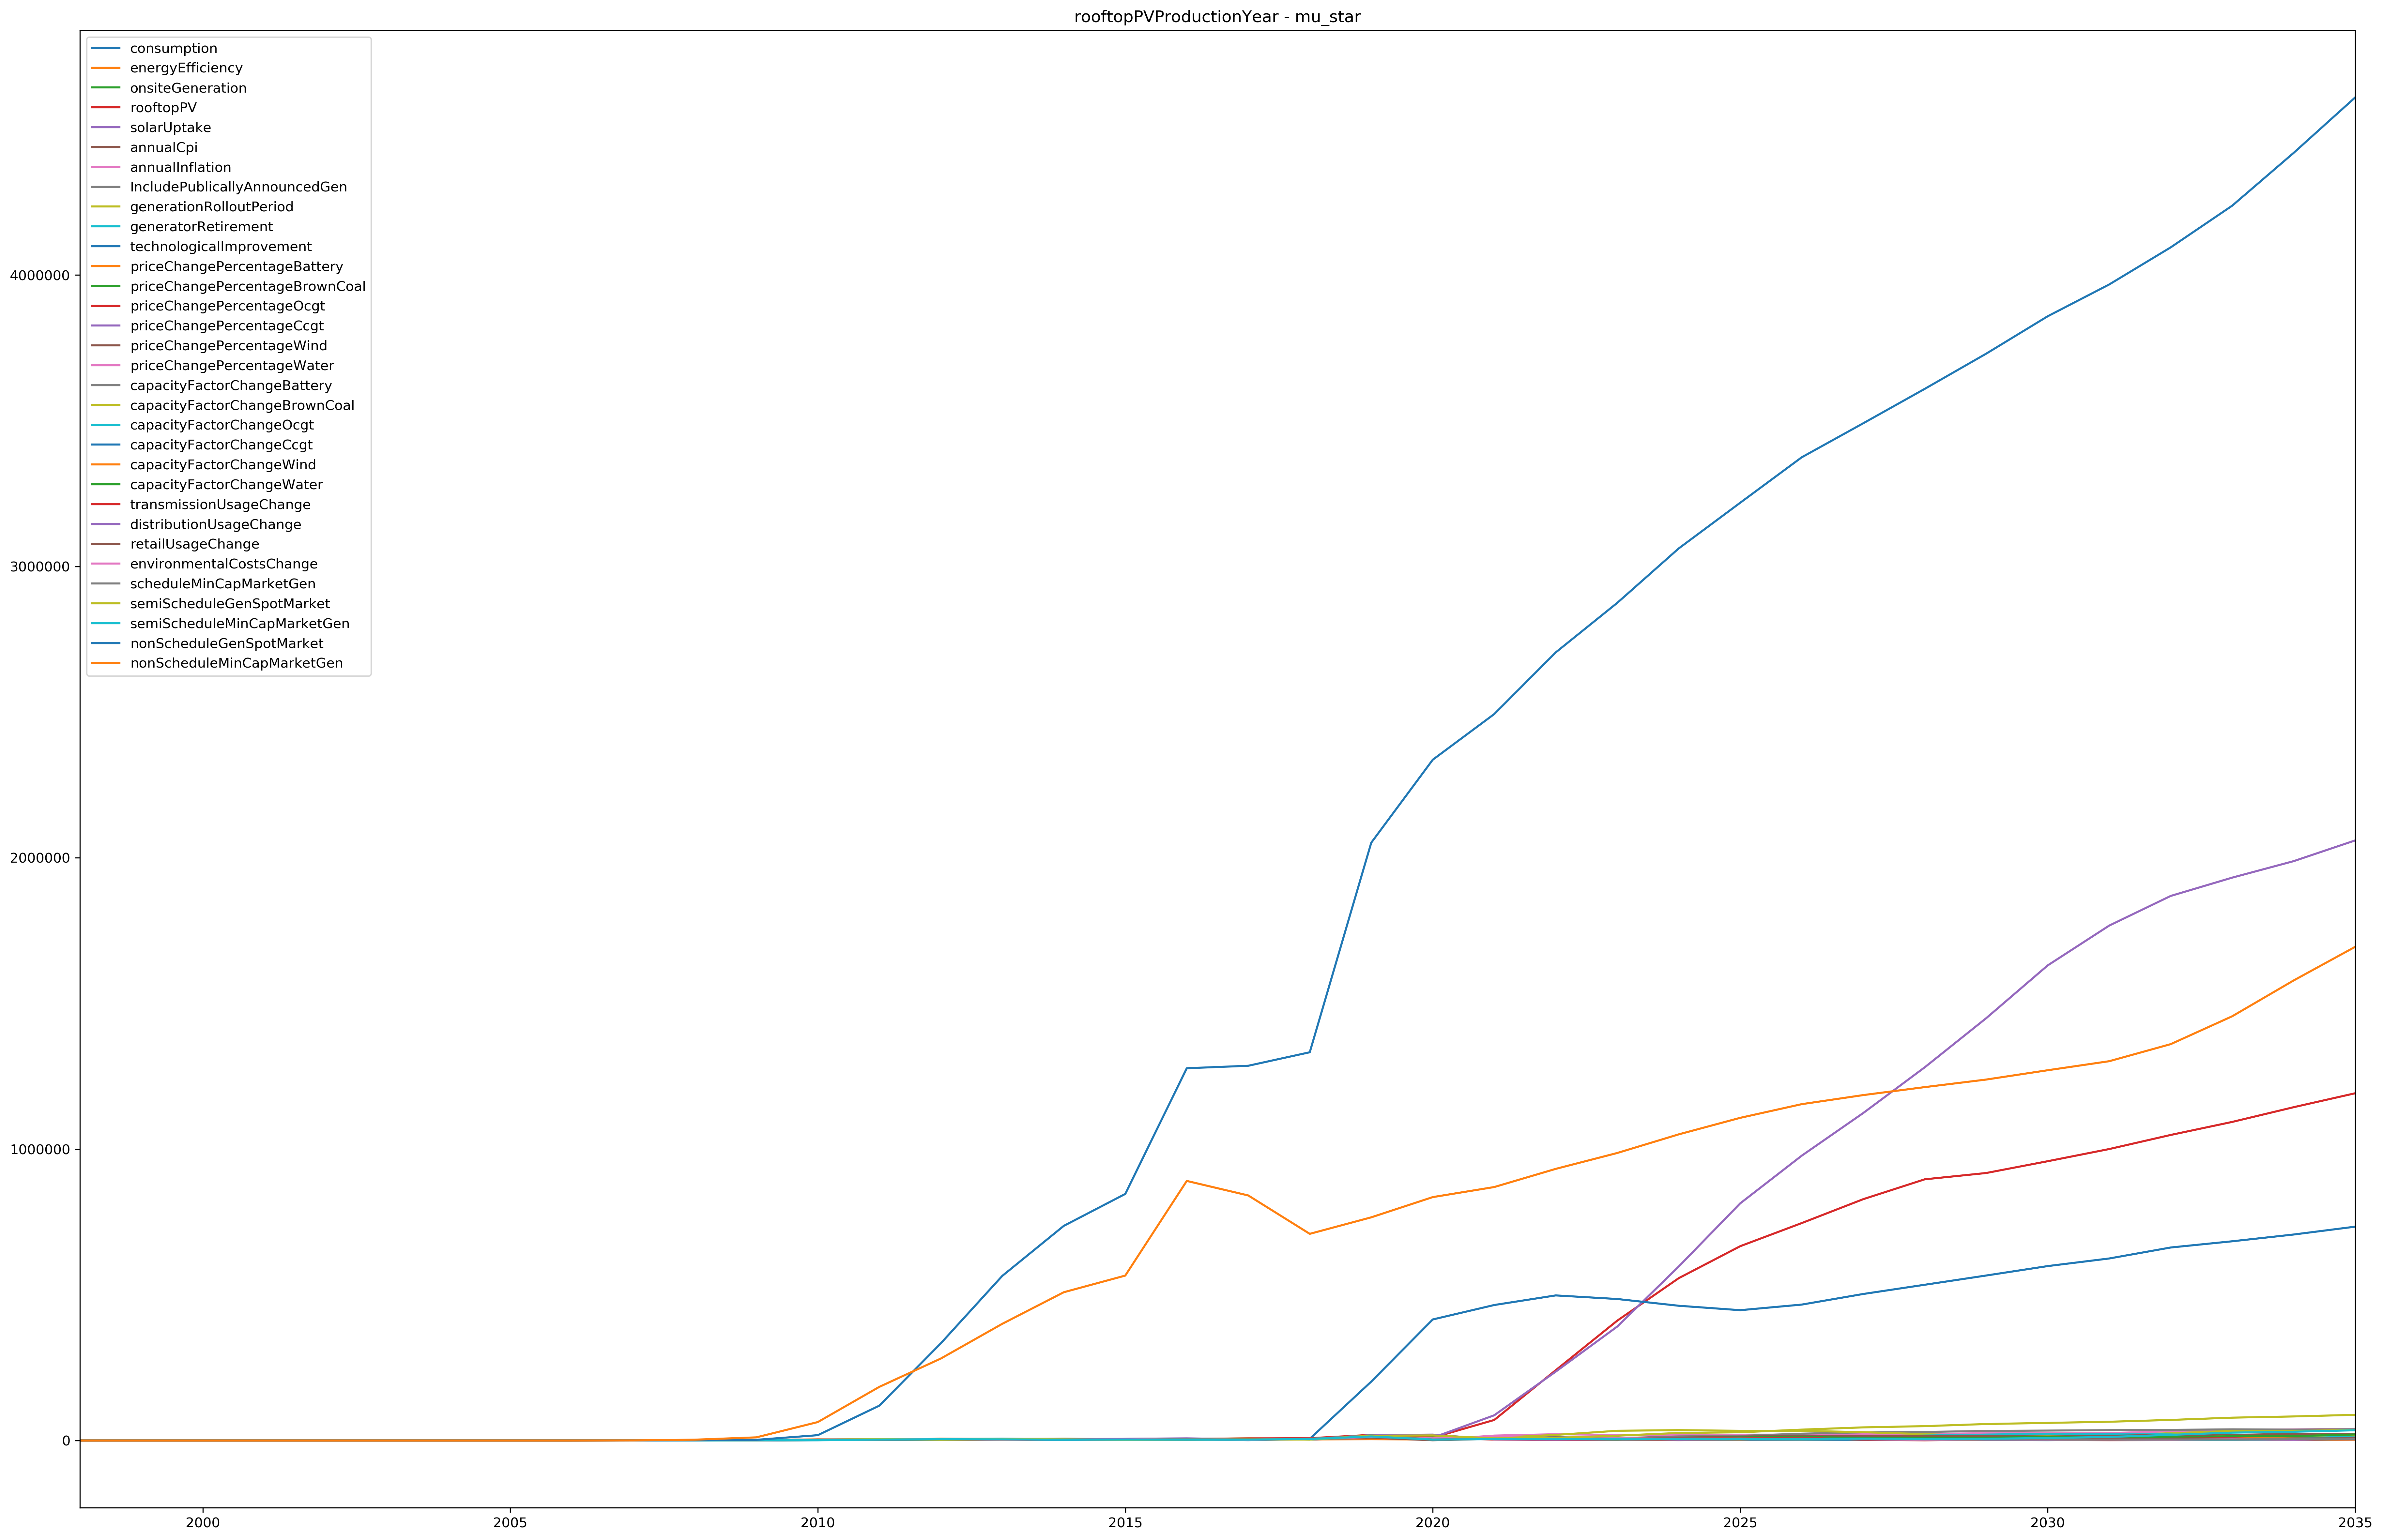 rooftopPVProductionYear - mu_star
consumption
energyEfficiency
onsiteGeneration
rooftopPV
solarUptake
annualCpi
annualInflation
IncludePublicallyAnnouncedGen
generationRolloutPeriod
generatorRetirement
technologicalImprovement
priceChangePercentageBattery
priceChangePercentageBrownCoal
priceChangePercentageOcgt
priceChangePercentageCcgt
priceChangePercentageWind
priceChangePercentageWater
capacityFactorChangeBattery
capacityFactorChangeBrownCoal
capacityFactorChangeOcgt
capacityFactorChangeCcgt
capacityFactorChangeWind
capacityFactorChangeWater
transmissionUsageChange
distributionUsageChange
retailUsageChange
environmentalCostsChange
scheduleMinCapMarketGen
semiScheduleGenSpotMarket
semiScheduleMinCapMarketGen
nonScheduleGenSpotMarket
nonScheduleMinCapMarketGen
4000000
3000000
2000000
1000000
0
2000 2005 2010 2015 2020 2025 2030 2035